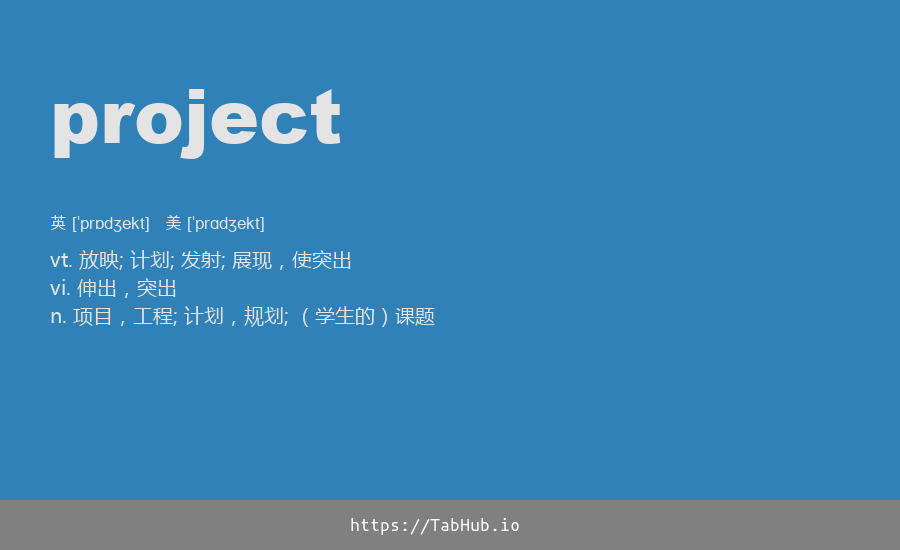 project
英 [ˈprɒdʒekt] 美 [ˈprɑdʒekt]
vt. 放映; 计划; 发射; 展现，使突出
vi. 伸出，突出
n. 项目，工程; 计划，规划; （学生的）课题
https://TabHub.io